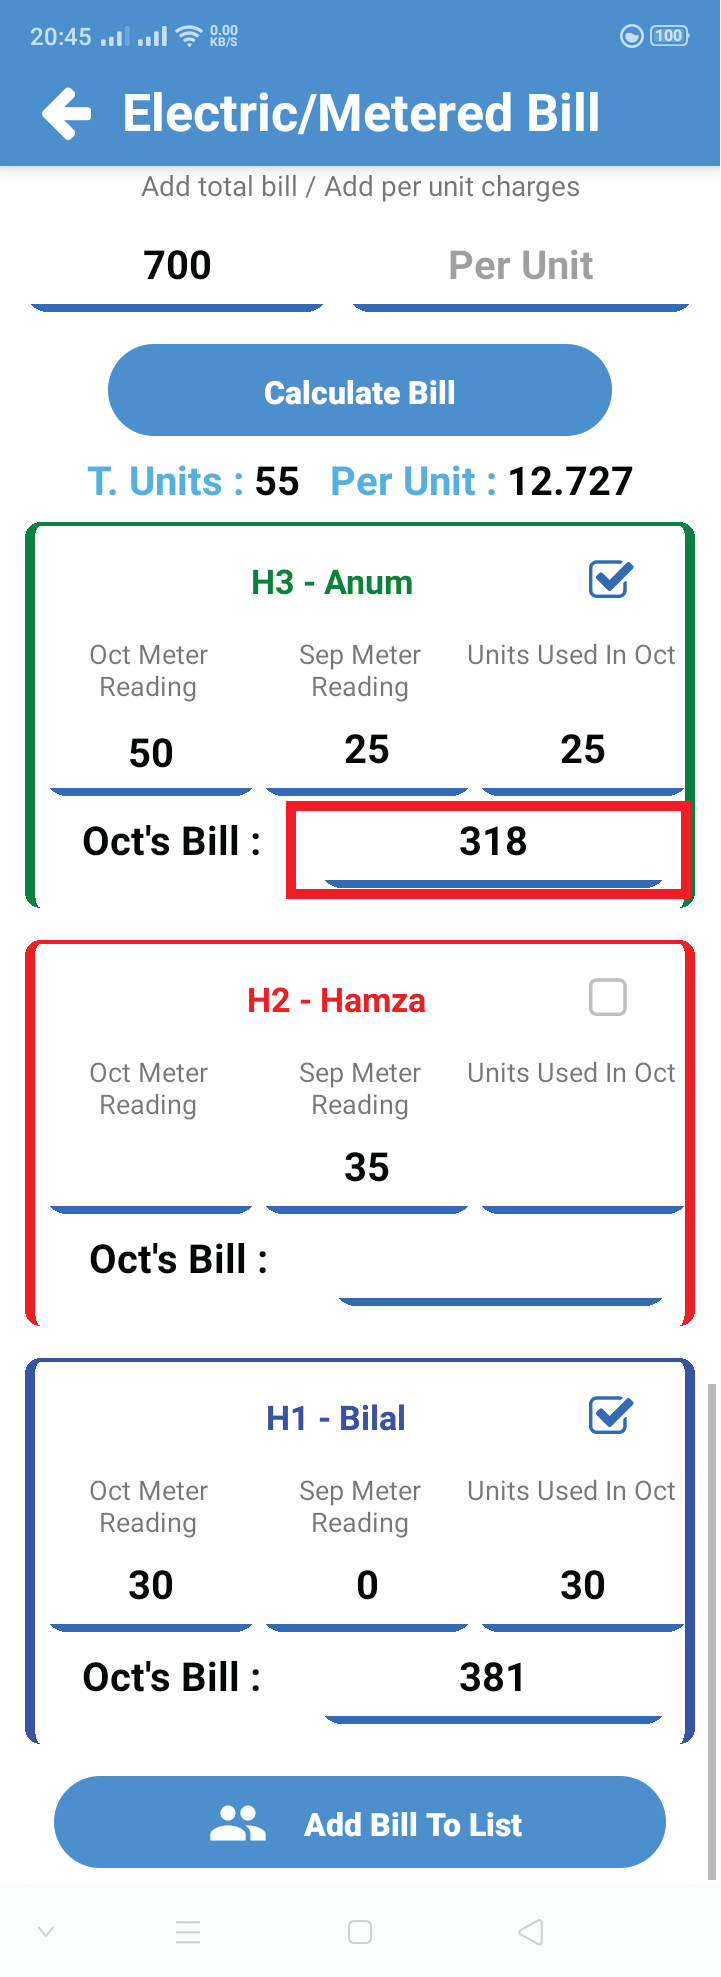 20:45 0.00 KB/S 100
Electric/Metered Bill
Add total bill / Add per unit charges
700 Per Unit
Calculate Bill
T. Units : 55 Per Unit : 12.727
H3 - Anum
Oct Meter Reading Sep Meter Reading Units Used In Oct
50 25 25
Oct's Bill : 318
H2 - Hamza
Oct Meter Reading Sep Meter Reading Units Used In Oct
35
Oct's Bill :
H1 - Bilal
Oct Meter Reading Sep Meter Reading Units Used In Oct
30 0 30
Oct's Bill : 381
Add Bill To List